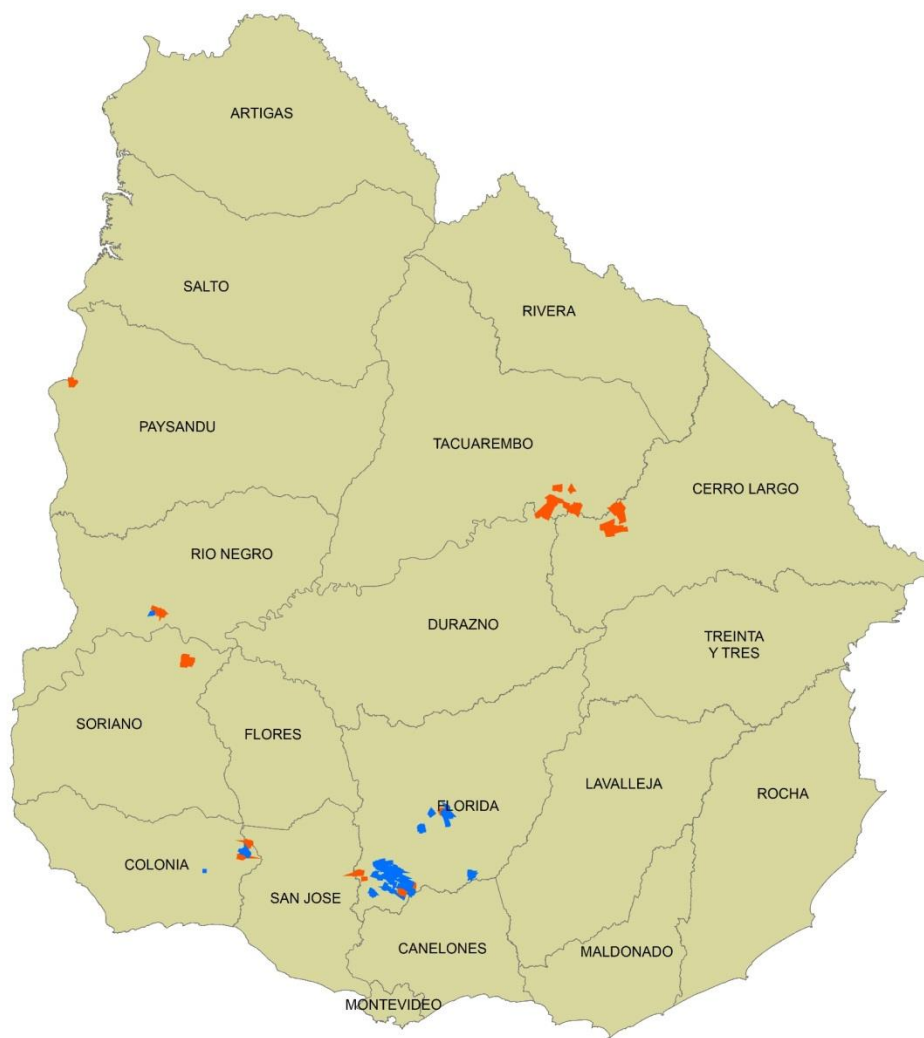 ARTIGAS
SALTO
RIVERA
PAYSANDU
TACUAREMBO
CERRO LARGO
RIO NEGRO
DURAZNO
TREINTA
Y TRES
SORIANO
FLORES
LAVALLEJA
ROCHA
FLORIDA
COLONIA
SAN JOSE
CANELONES
MALDONADO
MONTEVIDEO